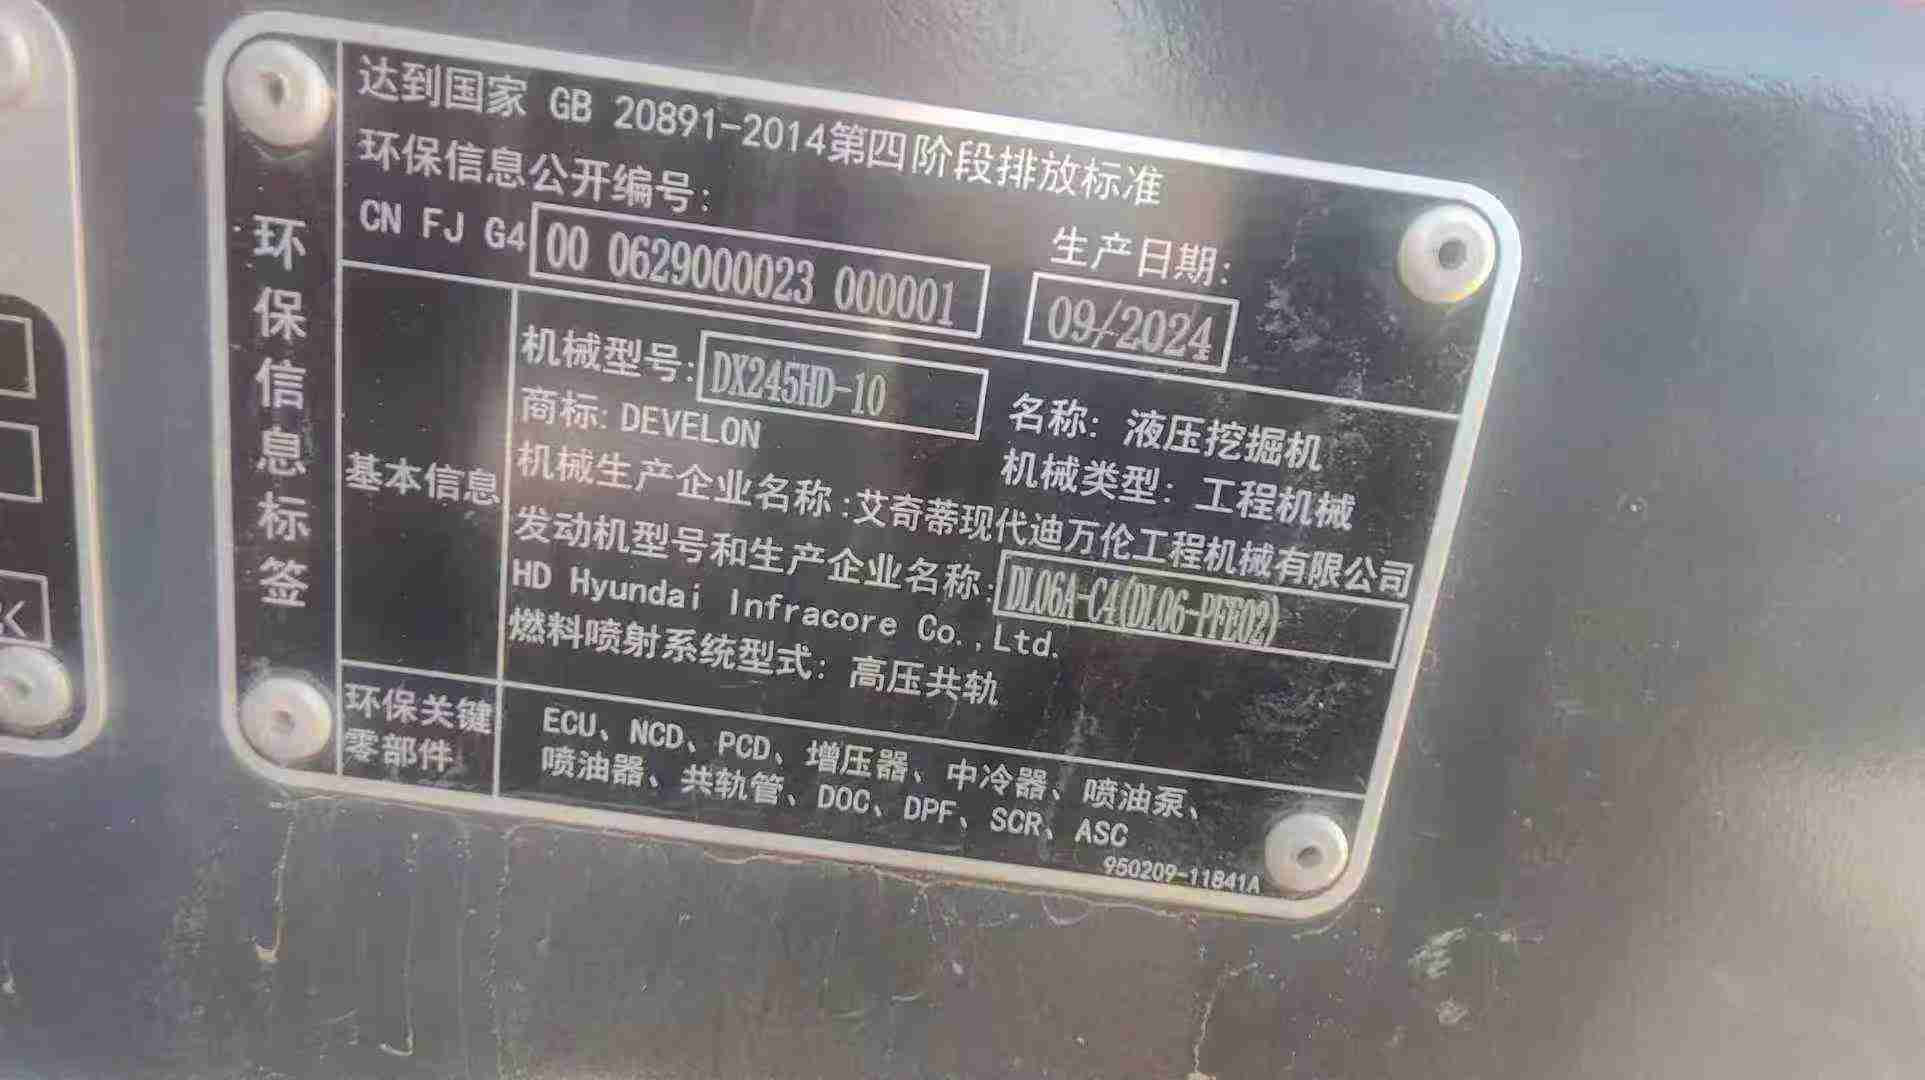 达到国家 GB 20891-2014第四阶段排放标准
环保信息公开编号:
CN FJ G4 00 0629000023 000001
生产日期:
09/2024
环保信息标签
基本信息
机械型号: DX245HD-10
名称: 液压挖掘机
商标: DEVELON
机械类型: 工程机械
机械生产企业名称:艾奇蒂现代迪万伦工程机械有限公司
发动机型号和生产企业名称: DL06A-C4(DL06-PFE02)
HD Hyundai Infracore Co.,Ltd.
燃料喷射系统型式: 高压共轨
环保关键
零部件
ECU、NCD、PCD、增压器、中冷器、喷油泵、
喷油器、共轨管、DOC、DPF、SCR、ASC
950209-11841A